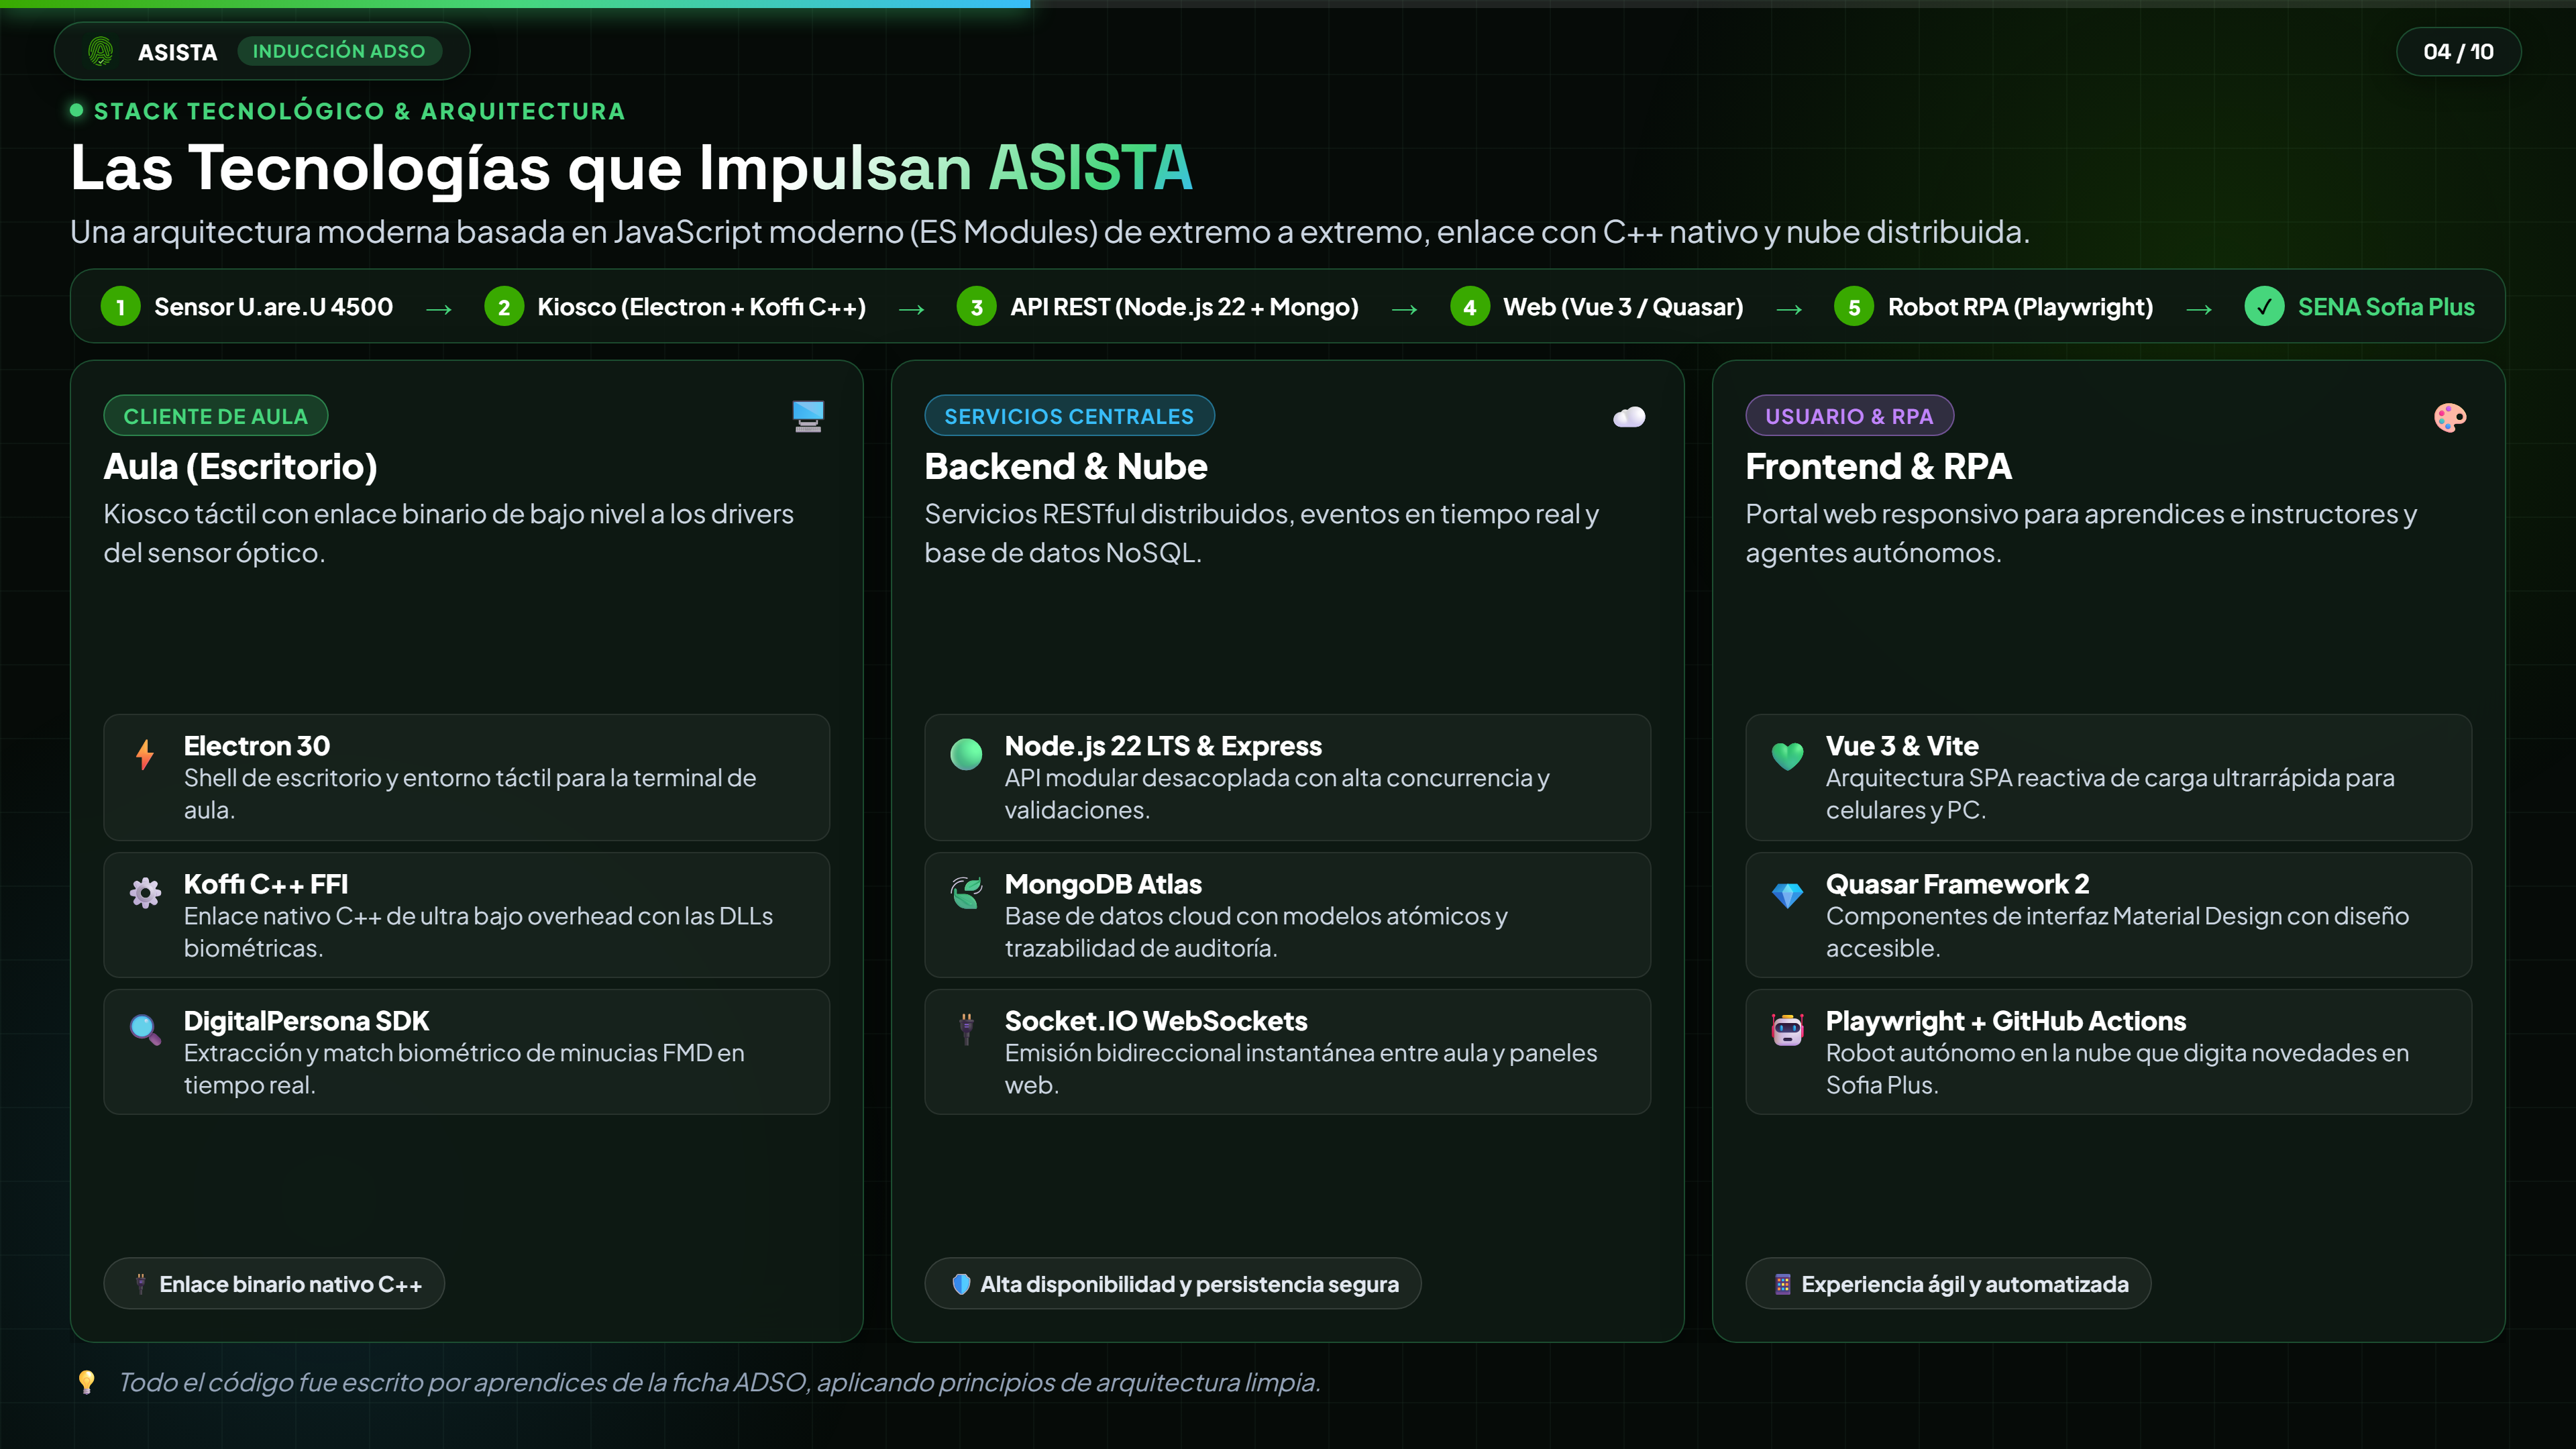 ASISTA INDUCCIÓN ADSO
04 / 10
STACK TECNOLÓGICO & ARQUITECTURA
Las Tecnologías que Impulsan ASISTA
Una arquitectura moderna basada en JavaScript moderno (ES Modules) de extremo a extremo, enlace con C++ nativo y nube distribuida.
1 Sensor U.are.U 4500 → 2 Kiosco (Electron + Koffi C++) → 3 API REST (Node.js 22 + Mongo) → 4 Web (Vue 3 / Quasar) → 5 Robot RPA (Playwright) → ✓ SENA Sofia Plus
CLIENTE DE AULA
Aula (Escritorio)
Kiosco táctil con enlace binario de bajo nivel a los drivers
del sensor óptico.
Electron 30
Shell de escritorio y entorno táctil para la terminal de
aula.
Koffi C++ FFI
Enlace nativo C++ de ultra bajo overhead con las DLLs
biométricas.
DigitalPersona SDK
Extracción y match biométrico de minucias FMD en
tiempo real.
Enlace binario nativo C++
SERVICIOS CENTRALES
Backend & Nube
Servicios RESTful distribuidos, eventos en tiempo real y
base de datos NoSQL.
Node.js 22 LTS & Express
API modular desacoplada con alta concurrencia y
validaciones.
MongoDB Atlas
Base de datos cloud con modelos atómicos y
trazabilidad de auditoría.
Socket.IO WebSockets
Emisión bidireccional instantánea entre aula y paneles
web.
Alta disponibilidad y persistencia segura
USUARIO & RPA
Frontend & RPA
Portal web responsivo para aprendices e instructores y
agentes autónomos.
Vue 3 & Vite
Arquitectura SPA reactiva de carga ultrarrápida para
celulares y PC.
Quasar Framework 2
Componentes de interfaz Material Design con diseño
accesible.
Playwright + GitHub Actions
Robot autónomo en la nube que digita novedades en
Sofia Plus.
Experiencia ágil y automatizada
Todo el código fue escrito por aprendices de la ficha ADSO, aplicando principios de arquitectura limpia.